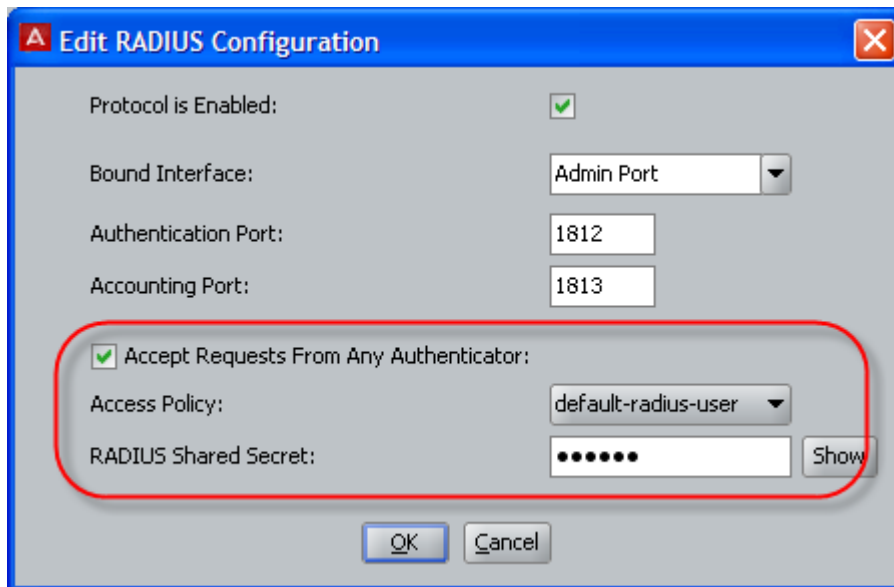 Edit RADIUS Configuration
Protocol is Enabled:
Bound Interface: Admin Port
Authentication Port: 1812
Accounting Port: 1813
Accept Requests From Any Authenticator:
Access Policy: default-radius-user
RADIUS Shared Secret: •••••• Show
OK Cancel